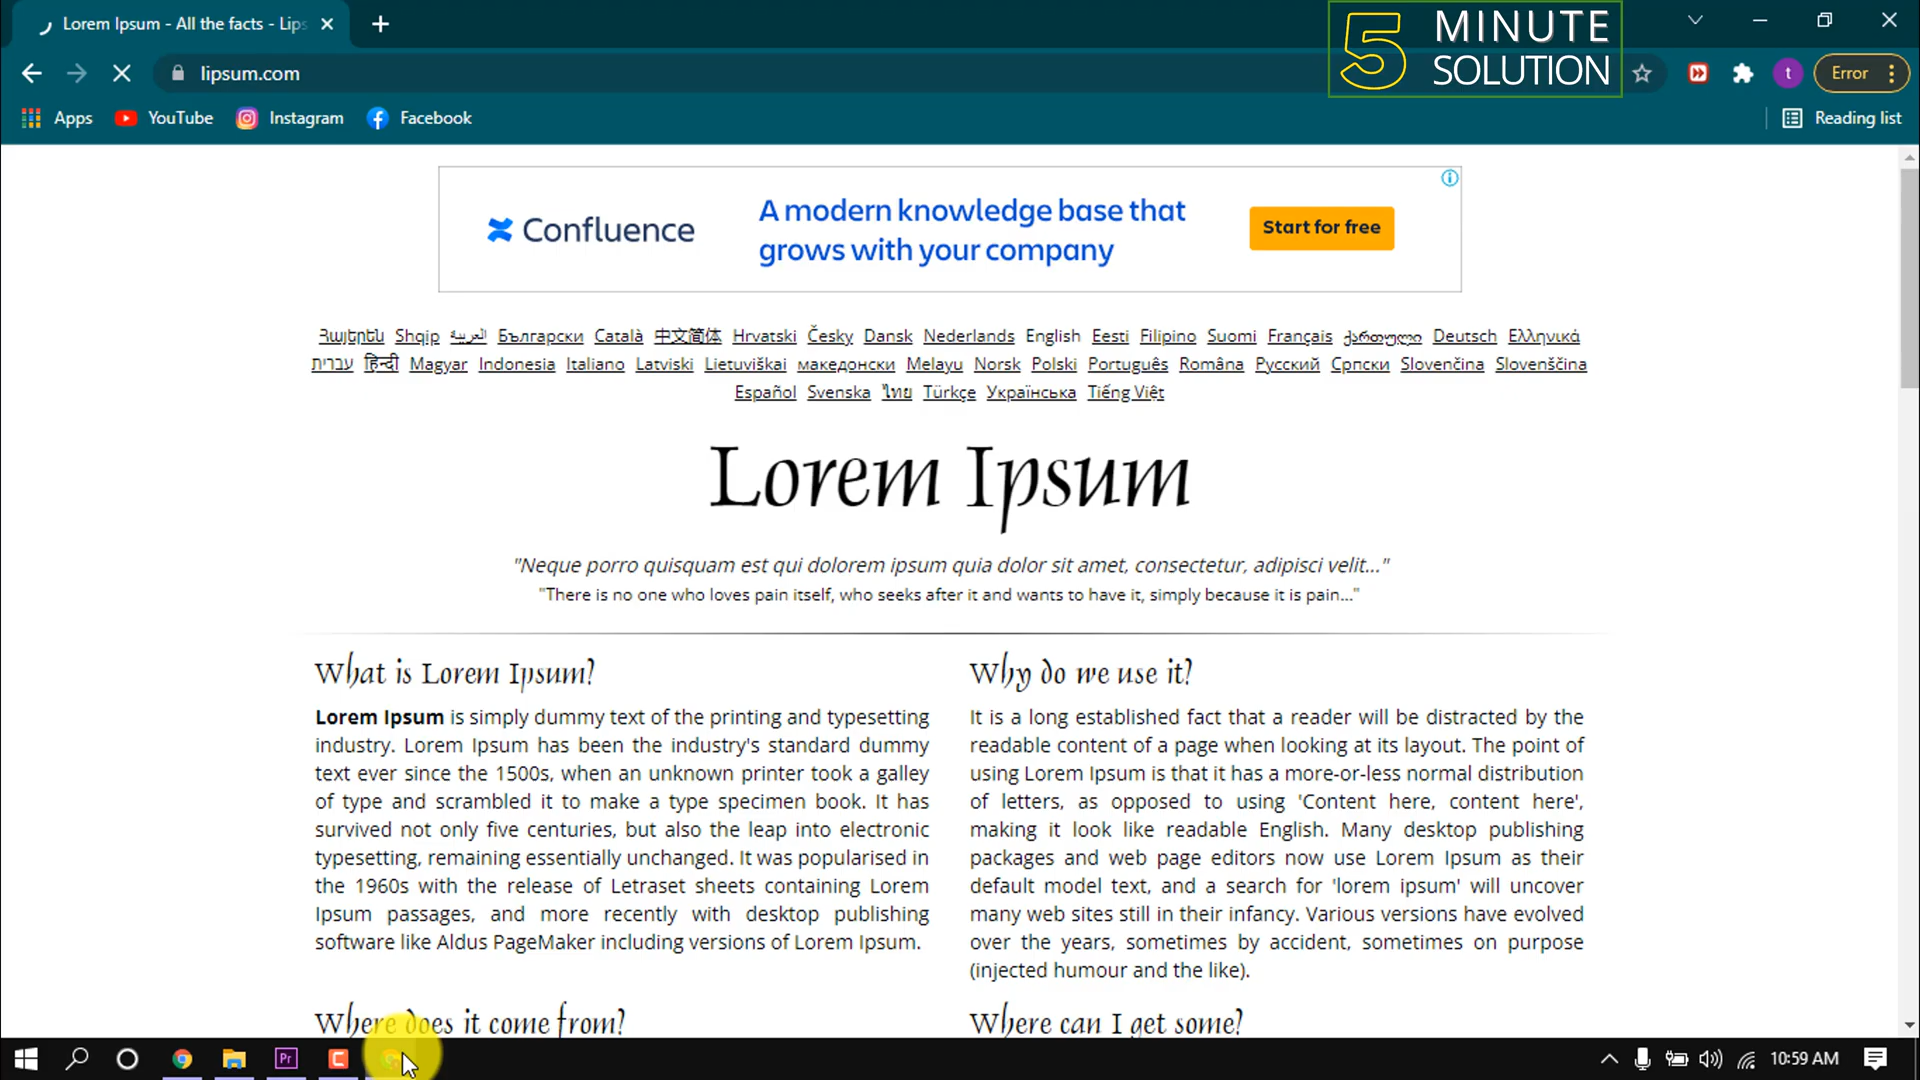 Lorem Ipsum - All the facts - Lips
5 MINUTE
SOLUTION
lipsum.com
t
Error
Apps YouTube Instagram Facebook
Reading list
Confluence
A modern knowledge base that
grows with your company
Start for free
Հայերեն Shqip العربية Български Català 中文简体 Hrvatski Česky Dansk Nederlands English Eesti Filipino Suomi Français ქართული Deutsch Ελληνικά
עברית हिन्दी Magyar Indonesia Italiano Latviski Lietuviškai македонски Melayu Norsk Polski Português Româna Русский Српски Slovenčina Slovenščina
Español Svenska ไทย Türkçe Українська Tiếng Việt
Lorem Ipsum
"Neque porro quisquam est qui dolorem ipsum quia dolor sit amet, consectetur, adipisci velit..."
"There is no one who loves pain itself, who seeks after it and wants to have it, simply because it is pain..."
What is Lorem Ipsum?
Lorem Ipsum is simply dummy text of the printing and typesetting
industry. Lorem Ipsum has been the industry's standard dummy
text ever since the 1500s, when an unknown printer took a galley
of type and scrambled it to make a type specimen book. It has
survived not only five centuries, but also the leap into electronic
typesetting, remaining essentially unchanged. It was popularised in
the 1960s with the release of Letraset sheets containing Lorem
Ipsum passages, and more recently with desktop publishing
software like Aldus PageMaker including versions of Lorem Ipsum.
Why do we use it?
It is a long established fact that a reader will be distracted by the
readable content of a page when looking at its layout. The point of
using Lorem Ipsum is that it has a more-or-less normal distribution
of letters, as opposed to using 'Content here, content here',
making it look like readable English. Many desktop publishing
packages and web page editors now use Lorem Ipsum as their
default model text, and a search for 'lorem ipsum' will uncover
many web sites still in their infancy. Various versions have evolved
over the years, sometimes by accident, sometimes on purpose
(injected humour and the like).
Where does it come from?
Where can I get some?
Pr
10:59 AM